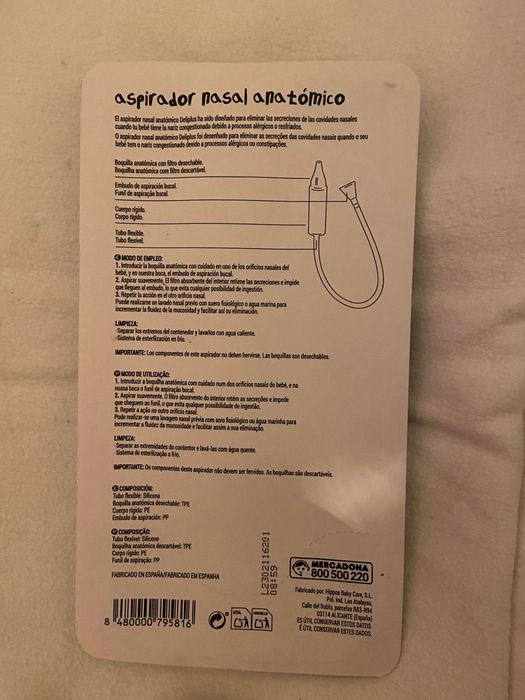 aspirador nasal anatómico
El aspirador nasal anatómico Deliplus ha sido diseñado para eliminar las secreciones de las cavidades nasales
cuando tu bebé tiene la nariz congestionada debido a procesos alérgicos o resfriados.
O aspirador nasal anatómico Deliplus foi desenhado para eliminar as secreções das cavidades nasais quando o seu
bebé tem o nariz congestionado devido a processos alérgicos ou constipações.
Boquilla anatómica con filtro desechable.
Boquilha anatómica com filtro descartável.
Embudo de aspiración bucal.
Funil de aspiração bucal.
Cuerpo rígido.
Corpo rígido.
Tubo flexible.
Tubo flexível.
E MODO DE EMPLEO:
1. Introducir la boquilla anatómica con cuidado en uno de los orificios nasales del
bebé, y en nuestra boca, el embudo de aspiración bucal.
2. Aspirar suavemente. El filtro absorbente del interior retiene las secreciones e impide
que lleguen al embudo, lo que evita cualquier posibilidad de ingestión.
3. Repetir la acción en el otro orificio nasal.
Puede realizarse un lavado nasal previo con suero fisiológico o agua marina para
incrementar la fluidez de la mucosidad y facilitar así su eliminación.
LIMPIEZA:
-Separar los extremos del contenedor y lavarlos con agua caliente.
-Sistema de esterilización en frío.
IMPORTANTE: Los componentes de este aspirador no deben hervirse. Las boquillas son desechables.
P MODO DE UTILIZAÇÃO:
1. Introduzir a boquilha anatómica com cuidado num dos orifícios nasais do bebé, e na
nossa boca o funil de aspiração bucal.
2. Aspirar suavemente. O filtro absorvente do interior retém as secreções e impede
que cheguem ao funil, o que evita qualquer possibilidade de ingestão.
3. Repetir a ação no outro orifício nasal.
Pode realizar-se uma lavagem nasal prévia com soro fisiológico ou água marinha para
incrementar a fluidez da mucosidade e facilitar assim a sua eliminação.
LIMPEZA:
-Separar as extremidades do contentor e lavá-las com água quente.
-Sistema de esterilização a frio.
IMPORTANTE: Os componentes deste aspirador não devem ser fervidos. As boquilhas são descartáveis.
E COMPOSICIÓN:
Tubo flexible: Silicona
Boquilla anatómica desechable: TPE
Cuerpo rígido: PE
Embudo de aspiración: PP
P COMPOSIÇÃO:
Tubo flexível: Silicone
Boquilha anatómica descartável: TPE
Corpo rígido: PE
Funil de aspiração: PP
FABRICADO EN ESPAÑA/FABRICADO EM ESPANHA
L2302116201
08:59
MERCADONA
800 500 220
Fabricado por: Hippos Baby Care, S.L.
Pol. Ind. Las Atalayas,
Calle del Rublo, parcelas R83-R94
03114 ALICANTE (España)
ES ÚTIL CONSERVAR ESTOS DATOS.
É ÚTIL CONSERVAR ESTES DADOS.
AZUL
AMARILLO
8 480000 795816